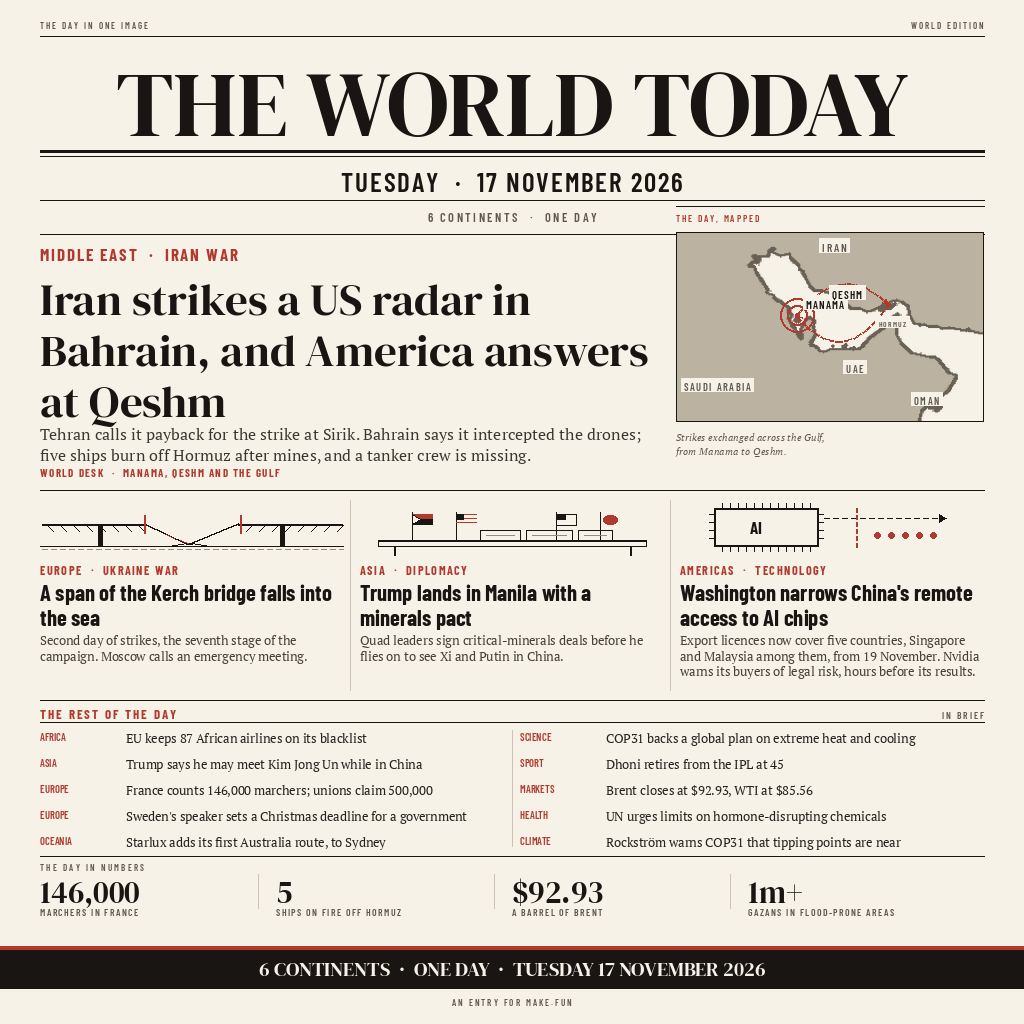 THE DAY IN ONE IMAGE
WORLD EDITION
THE WORLD TODAY
TUESDAY · 17 NOVEMBER 2026
6 CONTINENTS · ONE DAY
MIDDLE EAST · IRAN WAR
Iran strikes a US radar in
Bahrain, and America answers
at Qeshm
Tehran calls it payback for the strike at Sirik. Bahrain says it intercepted the drones;
five ships burn off Hormuz after mines, and a tanker crew is missing.
WORLD DESK · MANAMA, QESHM AND THE GULF
THE DAY, MAPPED
IRAN
QESHM
MANAMA
HORMUZ
UAE
SAUDI ARABIA
OMAN
Strikes exchanged across the Gulf,
from Manama to Qeshm.
EUROPE · UKRAINE WAR
A span of the Kerch bridge falls into
the sea
Second day of strikes, the seventh stage of the
campaign. Moscow calls an emergency meeting.
ASIA · DIPLOMACY
Trump lands in Manila with a
minerals pact
Quad leaders sign critical-minerals deals before he
flies on to see Xi and Putin in China.
AI
AMERICAS · TECHNOLOGY
Washington narrows China's remote
access to AI chips
Export licences now cover five countries, Singapore
and Malaysia among them, from 19 November. Nvidia
warns its buyers of legal risk, hours before its results.
THE REST OF THE DAY
IN BRIEF
AFRICA EU keeps 87 African airlines on its blacklist
ASIA Trump says he may meet Kim Jong Un while in China
EUROPE France counts 146,000 marchers; unions claim 500,000
EUROPE Sweden's speaker sets a Christmas deadline for a government
OCEANIA Starlux adds its first Australia route, to Sydney
SCIENCE COP31 backs a global plan on extreme heat and cooling
SPORT Dhoni retires from the IPL at 45
MARKETS Brent closes at $92.93, WTI at $85.56
HEALTH UN urges limits on hormone-disrupting chemicals
CLIMATE Rockström warns COP31 that tipping points are near
THE DAY IN NUMBERS
146,000
MARCHERS IN FRANCE
5
SHIPS ON FIRE OFF HORMUZ
$92.93
A BARREL OF BRENT
1m+
GAZANS IN FLOOD-PRONE AREAS
6 CONTINENTS · ONE DAY · TUESDAY 17 NOVEMBER 2026
AN ENTRY FOR MAKE.FUN